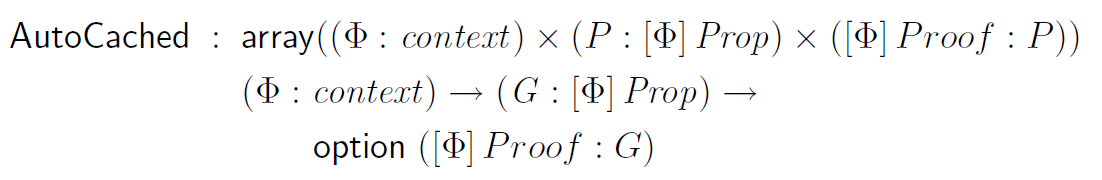 AutoCached : array((Φ : context) × (P : [Φ] Prop) × ([Φ] Proof : P))
(Φ : context) → (G : [Φ] Prop) →
option ([Φ] Proof : G)